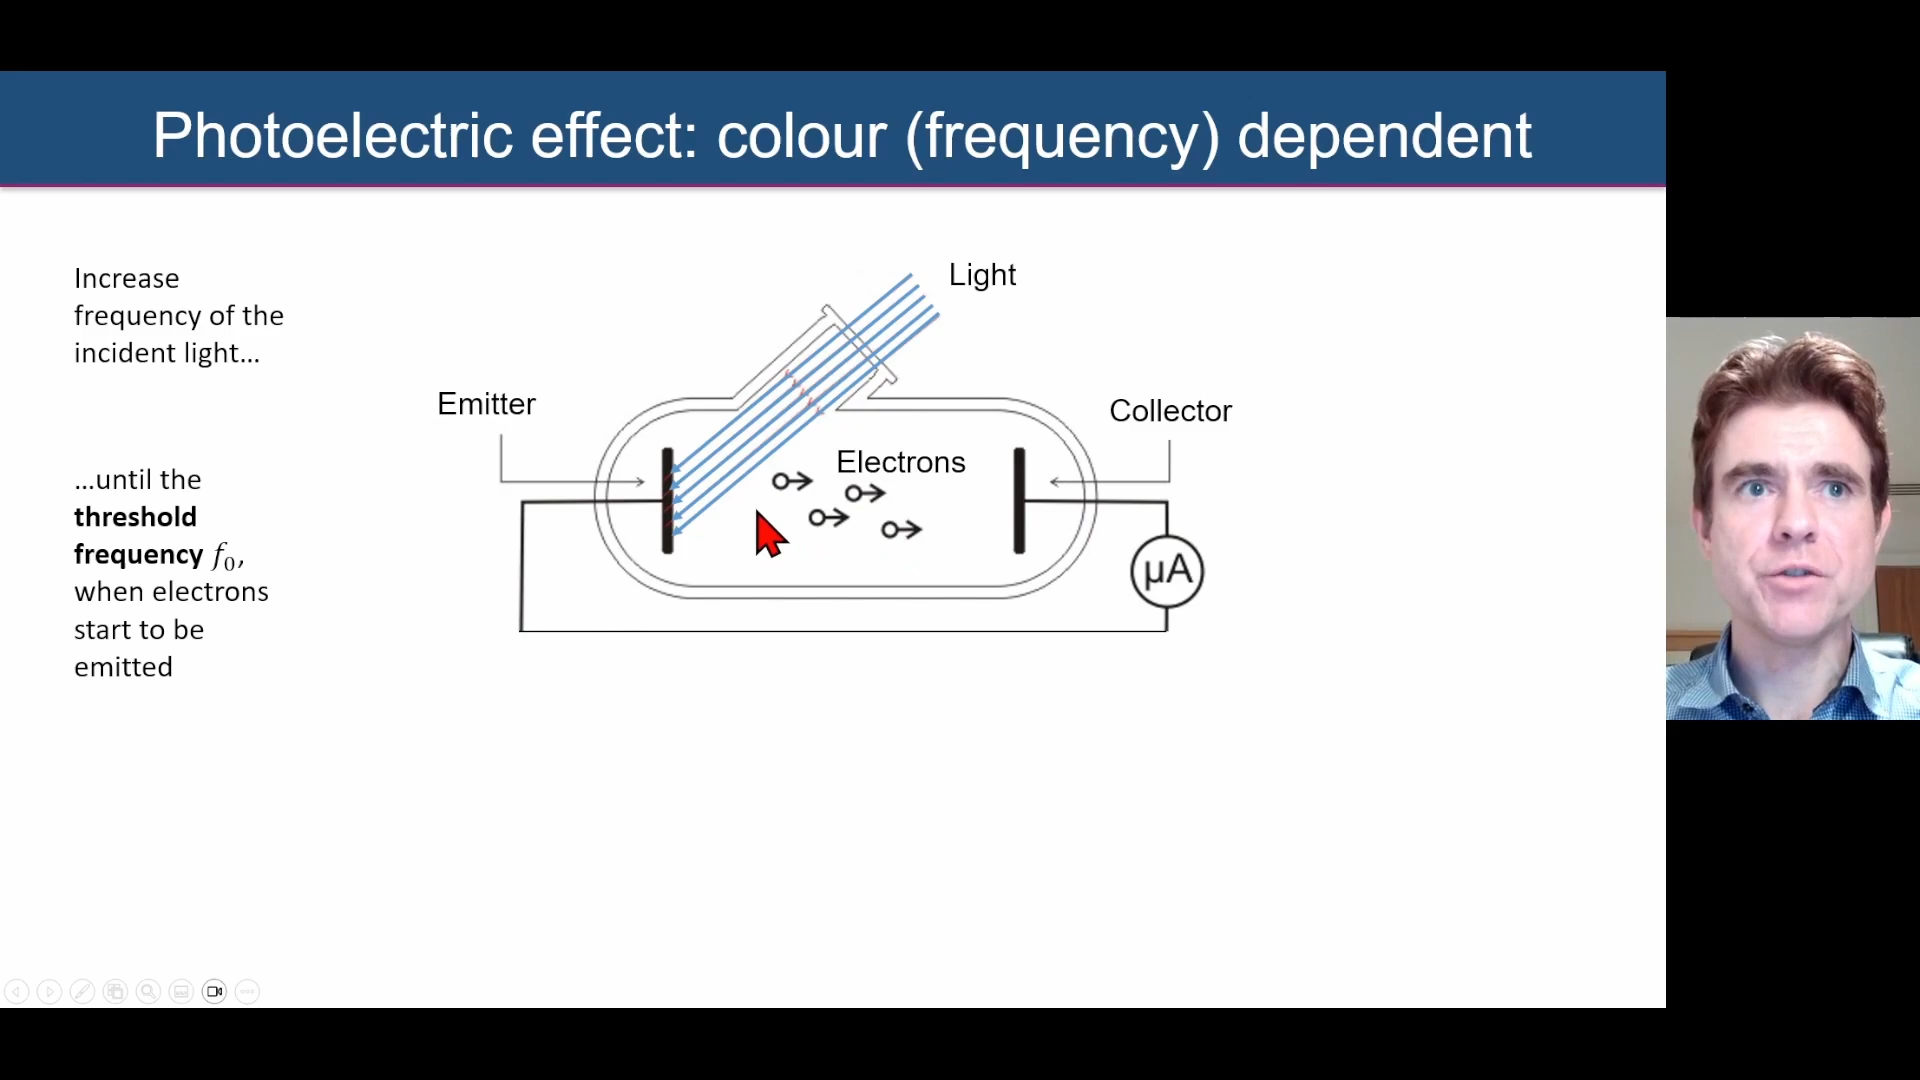 Photoelectric effect: colour (frequency) dependent
Increase
frequency of the
incident light...
...until the
threshold
frequency f₀,
when electrons
start to be
emitted
Light
Emitter
Collector
Electrons
μA